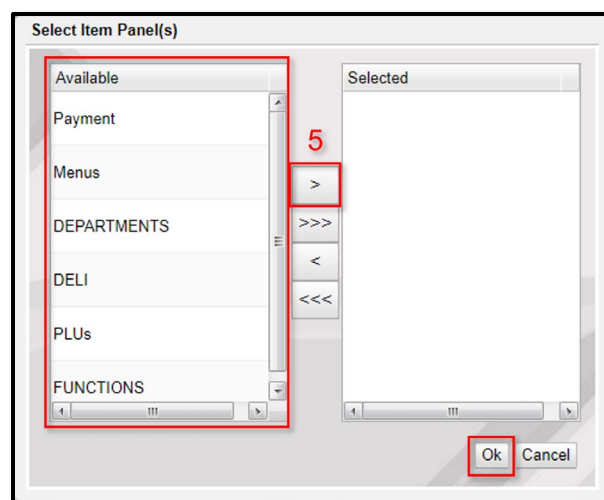 Select Item Panel(s)
Available
Selected
Payment
5
Menus
>
DEPARTMENTS
>>>
<
DELI
<<<
PLUs
FUNCTIONS
Ok
Cancel